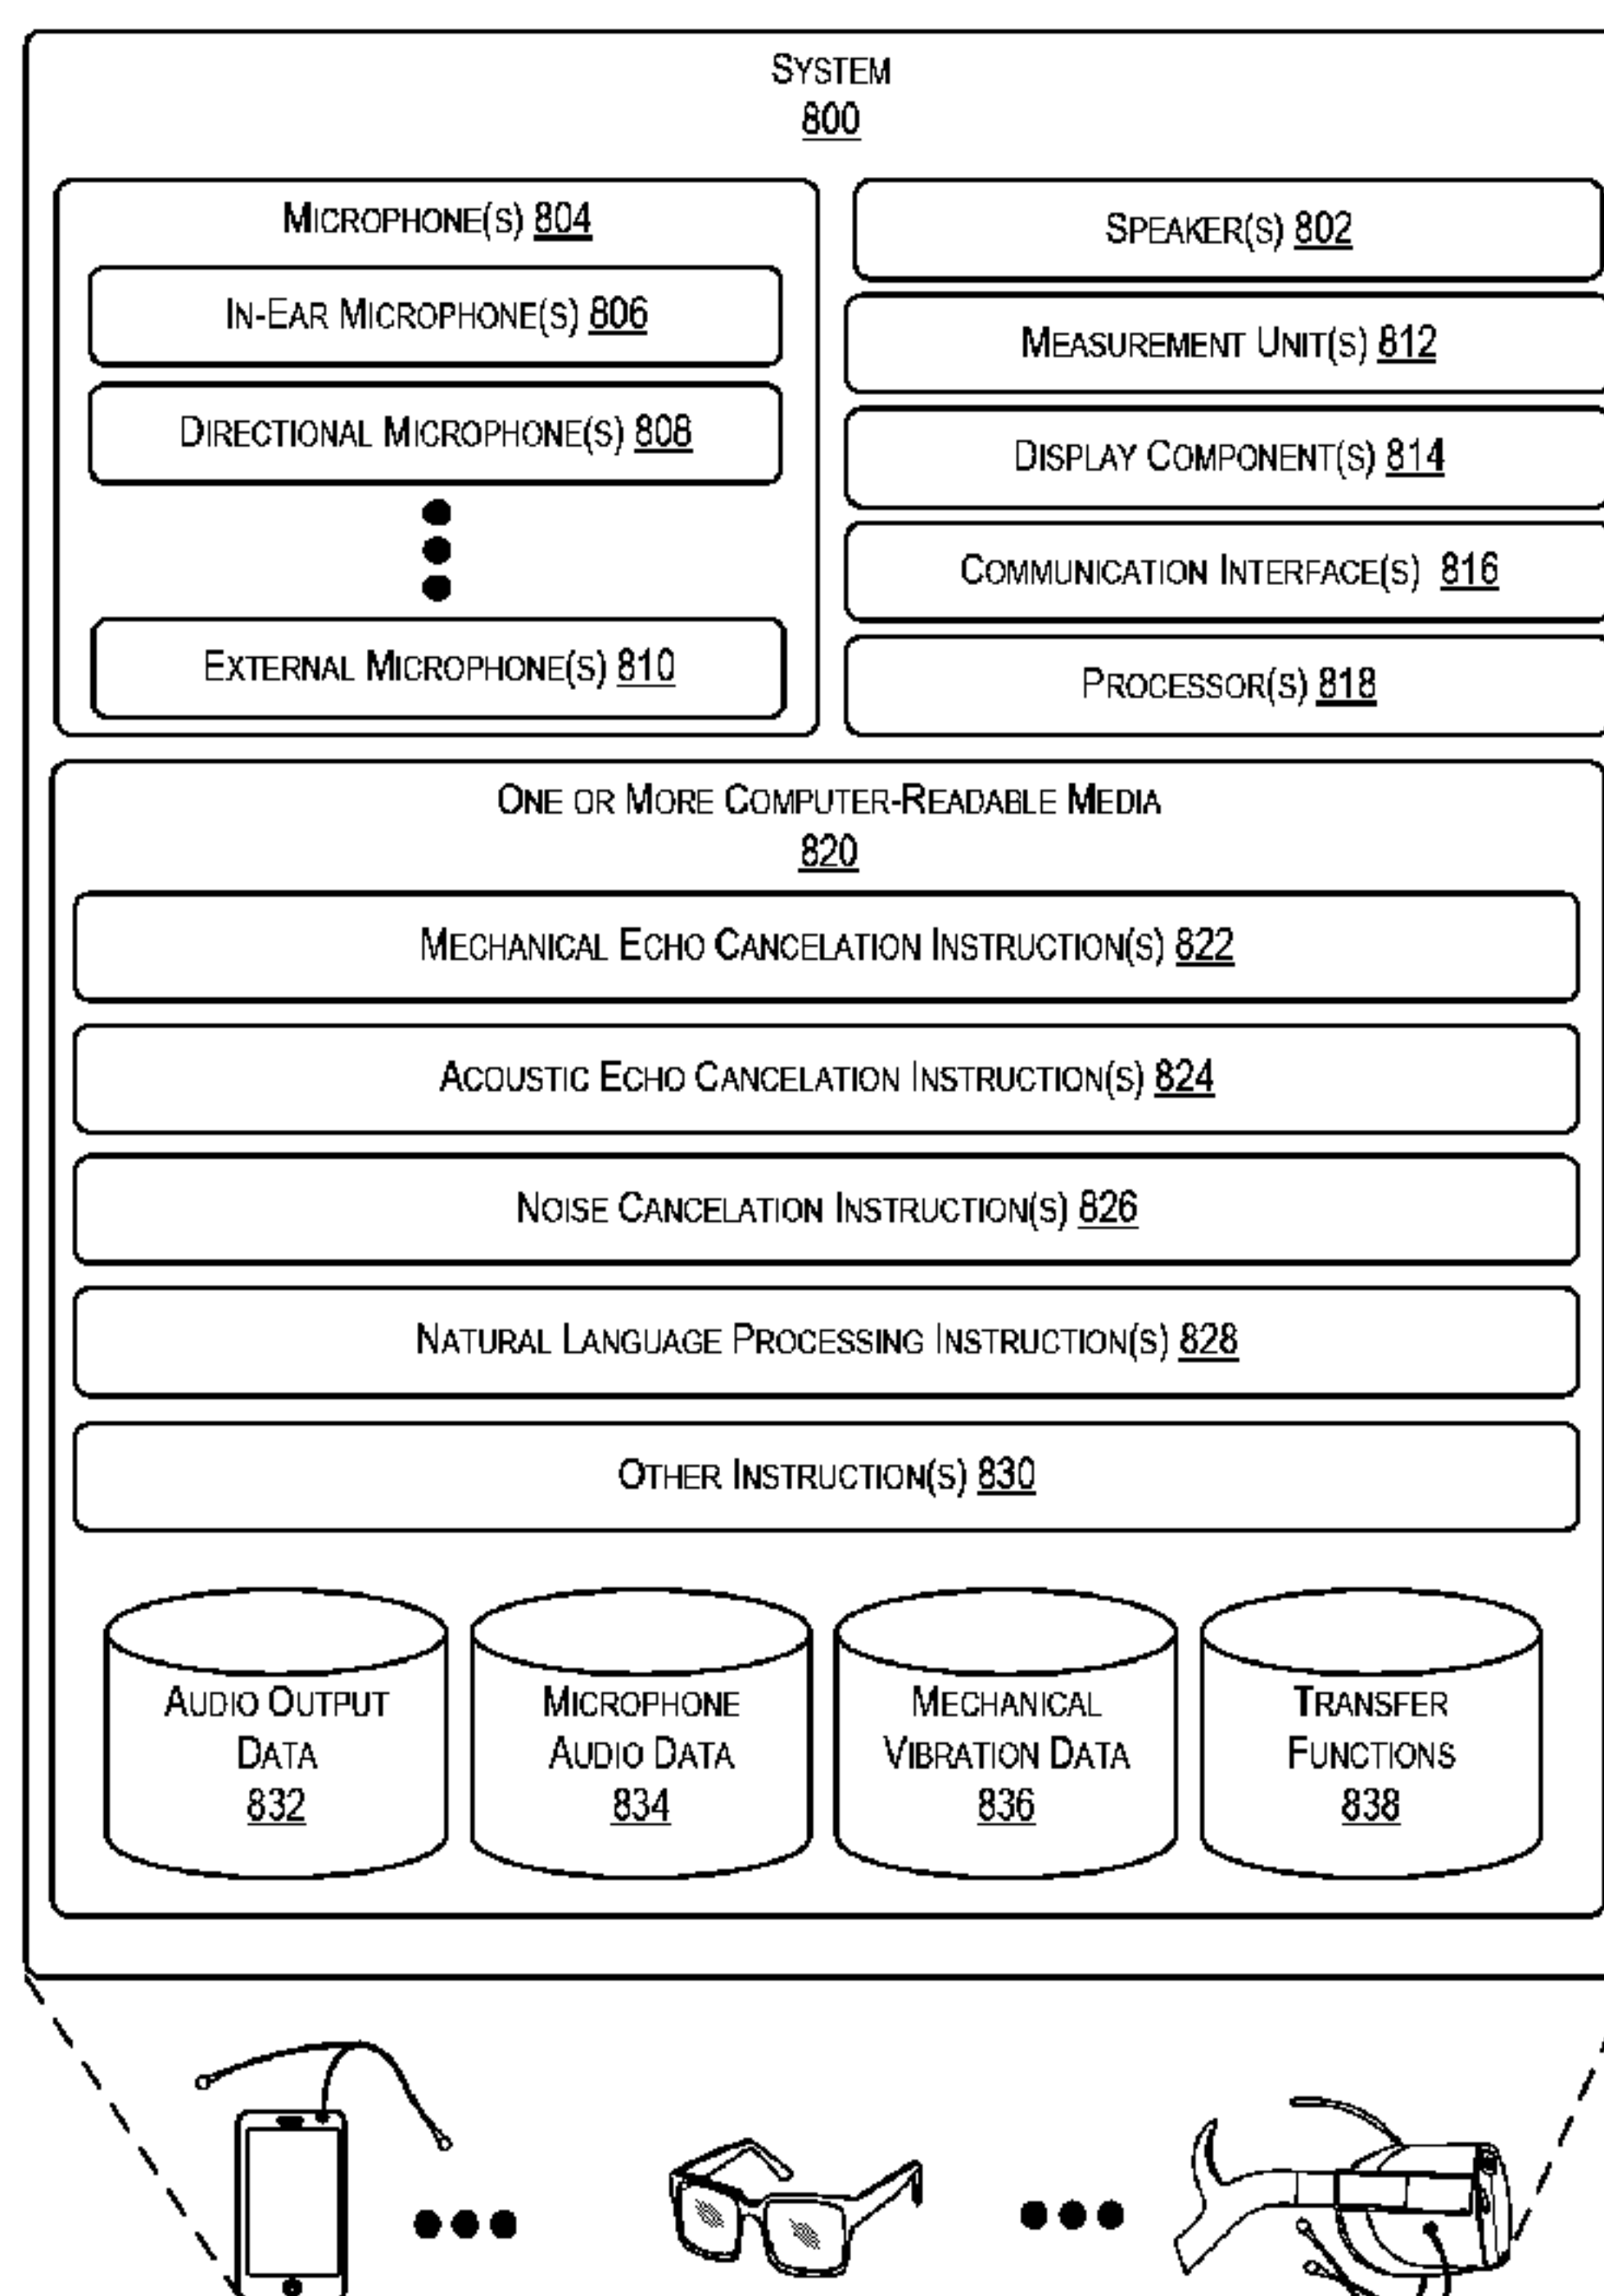 SYSTEM
800
MICROPHONE(S) 804
IN-EAR MICROPHONE(S) 806
DIRECTIONAL MICROPHONE(S) 808
EXTERNAL MICROPHONE(S) 810
SPEAKER(S) 802
MEASUREMENT UNIT(S) 812
DISPLAY COMPONENT(S) 814
COMMUNICATION INTERFACE(S) 816
PROCESSOR(S) 818
ONE OR MORE COMPUTER-READABLE MEDIA
820
MECHANICAL ECHO CANCELATION INSTRUCTION(S) 822
ACOUSTIC ECHO CANCELATION INSTRUCTION(S) 824
NOISE CANCELATION INSTRUCTION(S) 826
NATURAL LANGUAGE PROCESSING INSTRUCTION(S) 828
OTHER INSTRUCTION(S) 830
AUDIO OUTPUT
DATA
832
MICROPHONE
AUDIO DATA
834
MECHANICAL
VIBRATION DATA
836
TRANSFER
FUNCTIONS
838